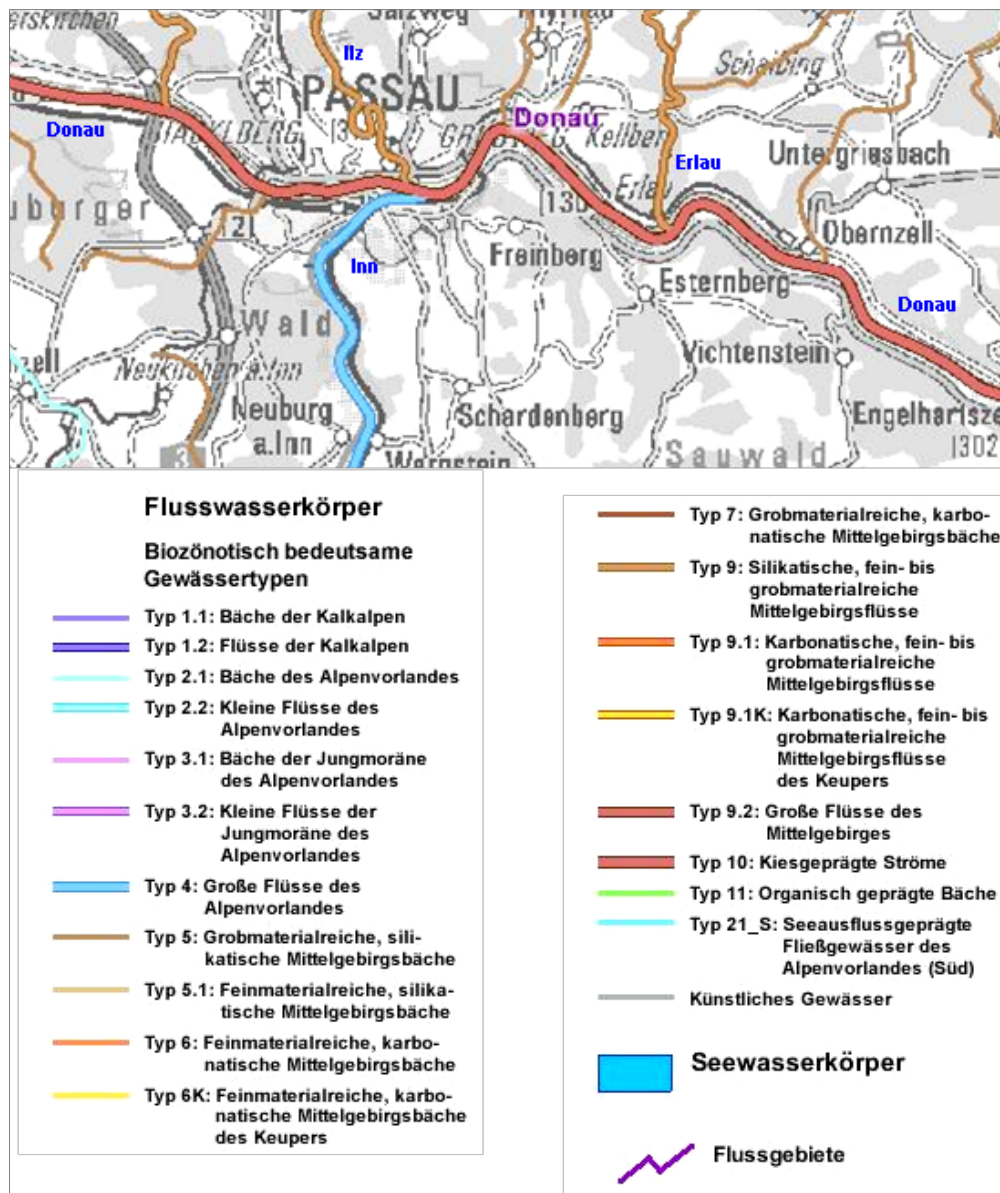 Salzweg
Ilz
Schaibing
PASSAU
Donau
Donau
Kellber
Untergriesbach
Erlau
Erlau
Obernzell
[130
Freinberg
Inn
Esternberg
Donau
Wald
Vichtenstein
Neukirchen a.Inn
Neuburg
a.Inn
Schardenberg
Engelhartsze
Wernstein
Sauwald
Flusswasserkörper
Biozönotisch bedeutsame
Gewässertypen
Typ 1.1: Bäche der Kalkalpen
Typ 1.2: Flüsse der Kalkalpen
Typ 2.1: Bäche des Alpenvorlandes
Typ 2.2: Kleine Flüsse des
Alpenvorlandes
Typ 3.1: Bäche der Jungmoräne
des Alpenvorlandes
Typ 3.2: Kleine Flüsse der
Jungmoräne des
Alpenvorlandes
Typ 4: Große Flüsse des
Alpenvorlandes
Typ 5: Grobmaterialreiche, sili-
katische Mittelgebirgsbäche
Typ 5.1: Feinmaterialreiche, silika-
tische Mittelgebirgsbäche
Typ 6: Feinmaterialreiche, karbo-
natische Mittelgebirgsbäche
Typ 6K: Feinmaterialreiche, karbo-
natische Mittelgebirgsbäche
des Keupers
Typ 7: Grobmaterialreiche, karbo-
natische Mittelgebirgsbäche
Typ 9: Silikatische, fein- bis
grobmaterialreiche
Mittelgebirgsflüsse
Typ 9.1: Karbonatische, fein- bis
grobmaterialreiche
Mittelgebirgsflüsse
Typ 9.1K: Karbonatische, fein- bis
grobmaterialreiche
Mittelgebirgsflüsse
des Keupers
Typ 9.2: Große Flüsse des
Mittelgebirges
Typ 10: Kiesgeprägte Ströme
Typ 11: Organisch geprägte Bäche
Typ 21_S: Seeausflussgeprägte
Fließgewässer des
Alpenvorlandes (Süd)
Künstliches Gewässer
Seewasserkörper
Flussgebiete